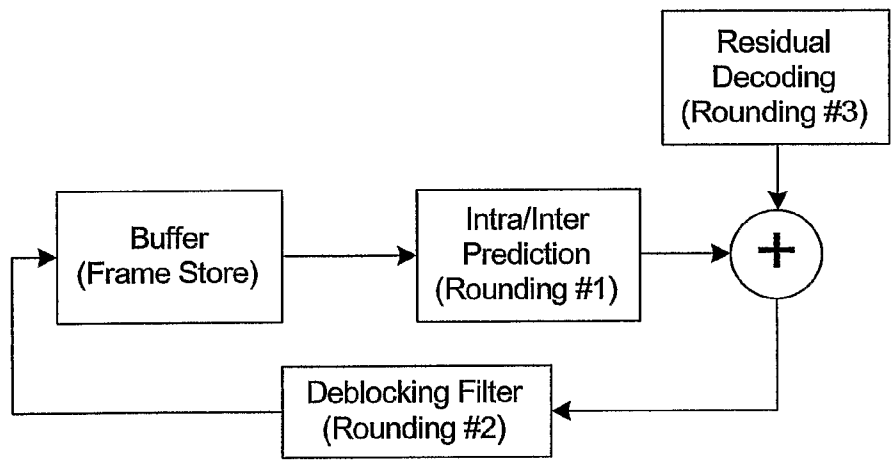 Residual
Decoding
(Rounding #3)
Buffer
(Frame Store)
Intra/Inter
Prediction
(Rounding #1)
+
Deblocking Filter
(Rounding #2)